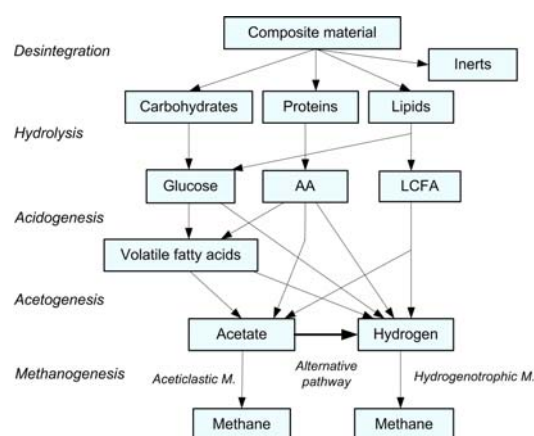 Composite material
Desintegration
Inerts
Carbohydrates
Proteins
Lipids
Hydrolysis
Glucose
AA
LCFA
Acidogenesis
Volatile fatty acids
Acetogenesis
Acetate
Hydrogen
Methanogenesis
Aceticlastic M.
Alternative
pathway
Hydrogenotrophic M.
Methane
Methane